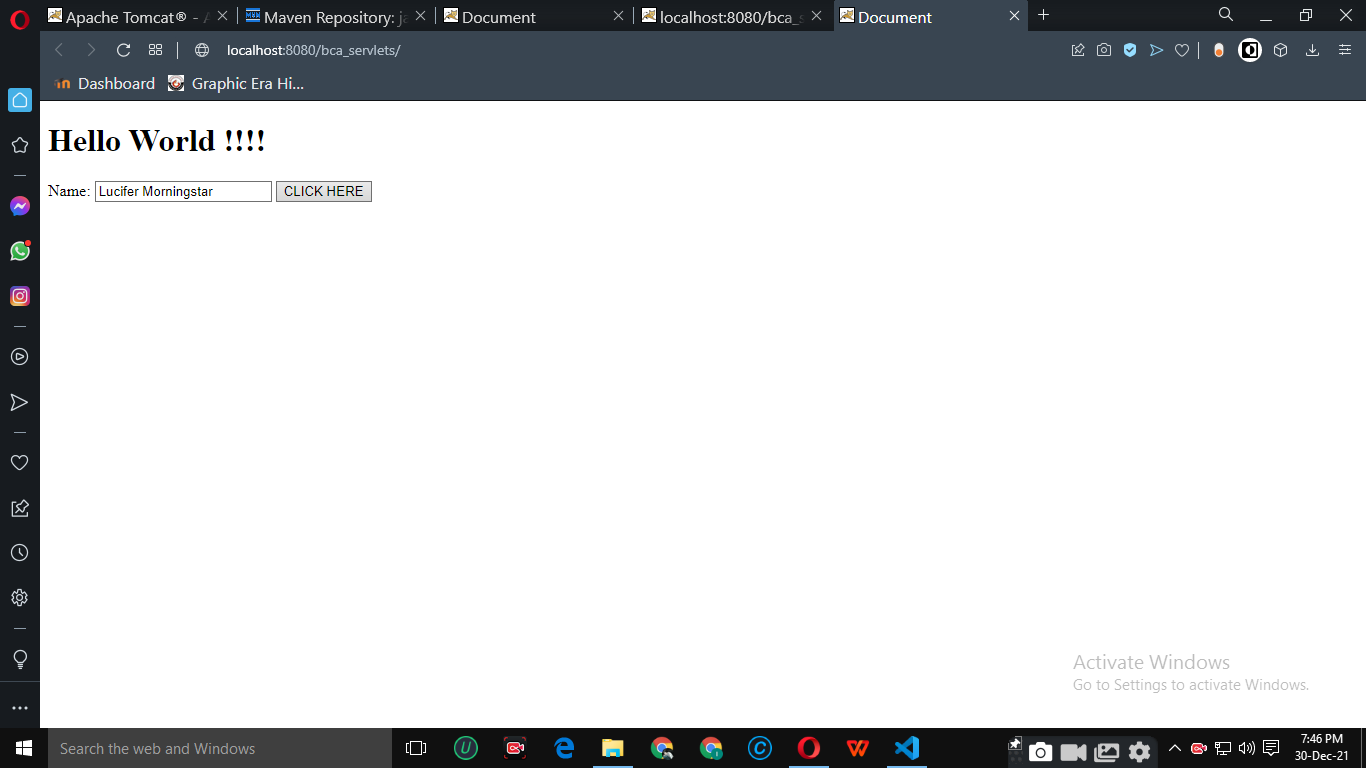 Apache Tomcat® - A
Maven Repository: ja
Document
localhost:8080/bca_s
Document
localhost:8080/bca_servlets/
Dashboard
Graphic Era Hi...
Hello World !!!!
Name: Lucifer Morningstar CLICK HERE
Activate Windows
Go to Settings to activate Windows.
Search the web and Windows
7:46 PM
30-Dec-21